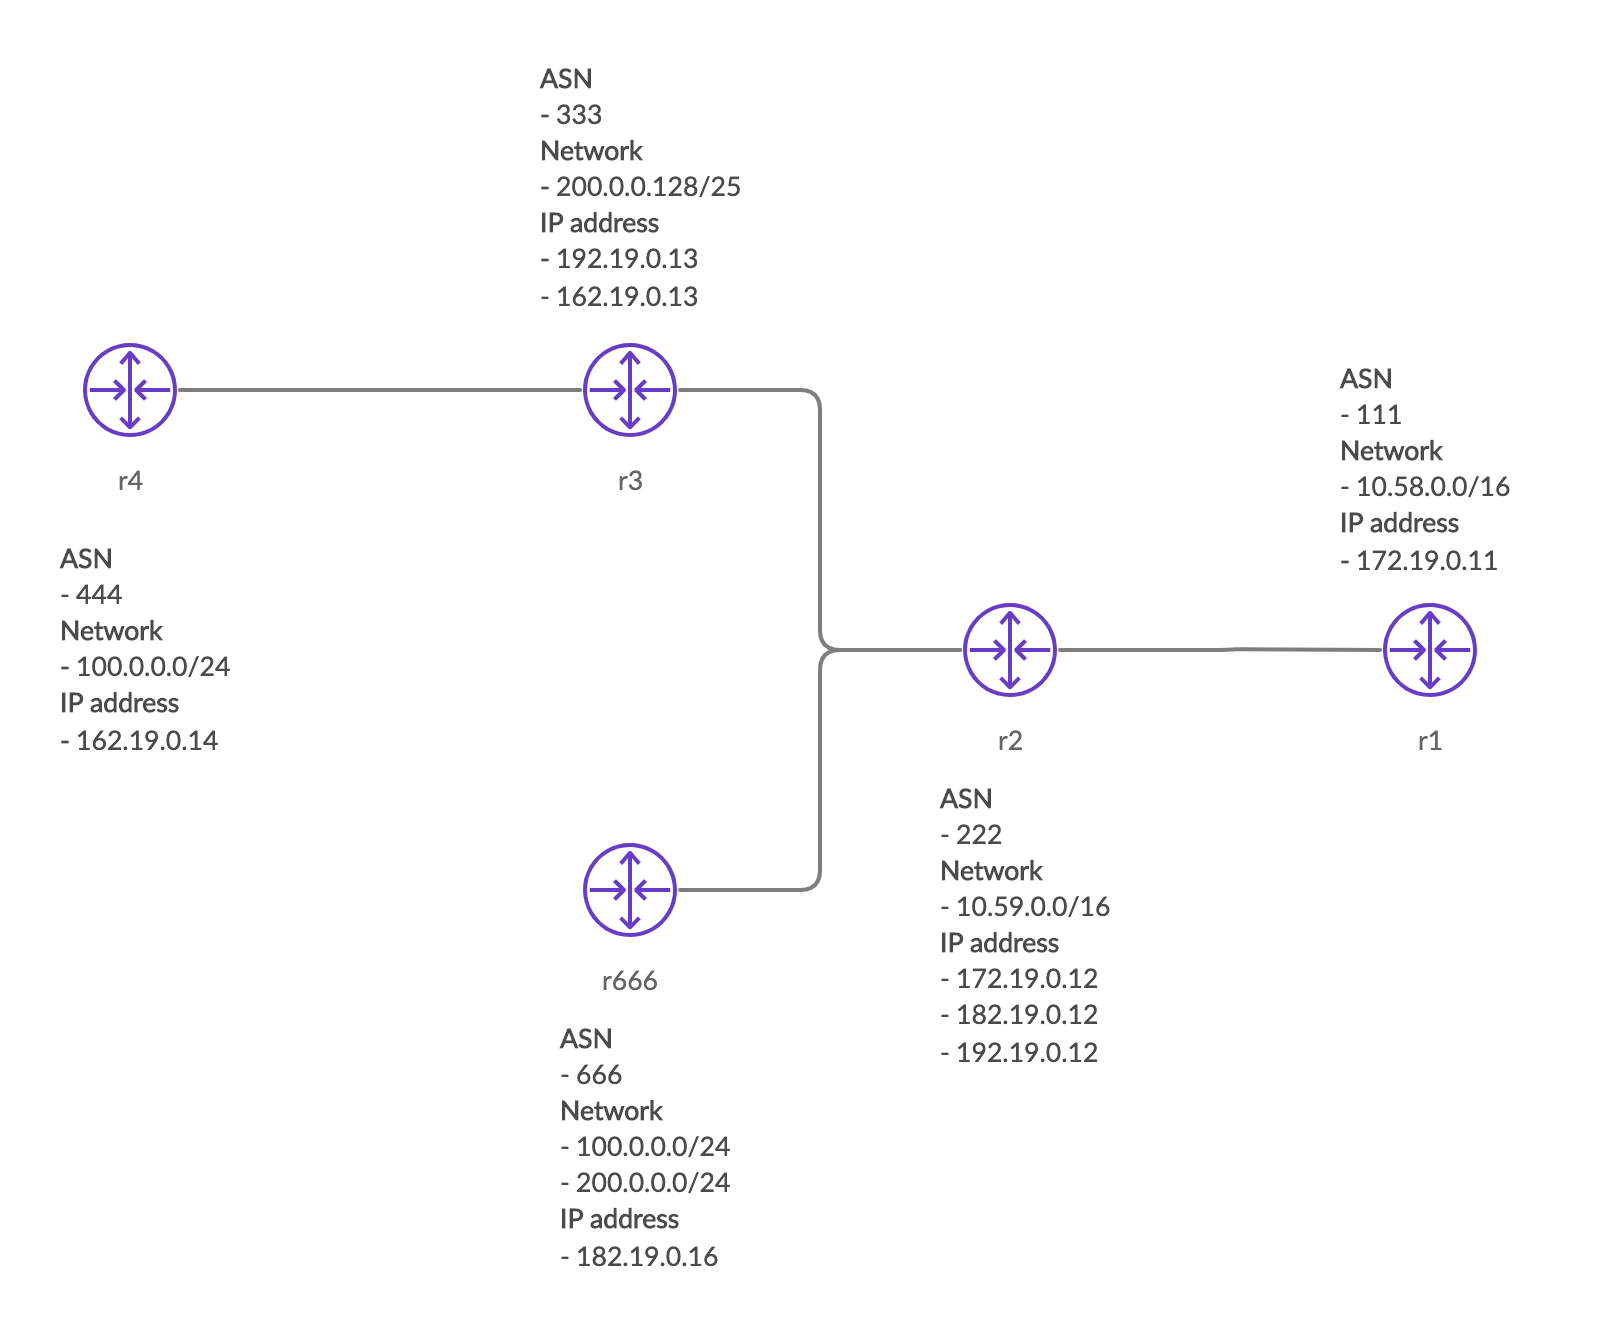 ASN
- 333
Network
- 200.0.0.128/25
IP address
- 192.19.0.13
- 162.19.0.13
r4
r3
ASN
- 111
Network
- 10.58.0.0/16
IP address
- 172.19.0.11
ASN
- 444
Network
- 100.0.0.0/24
IP address
- 162.19.0.14
r2
r1
r666
ASN
- 222
Network
- 10.59.0.0/16
IP address
- 172.19.0.12
- 182.19.0.12
- 192.19.0.12
ASN
- 666
Network
- 100.0.0.0/24
- 200.0.0.0/24
IP address
- 182.19.0.16